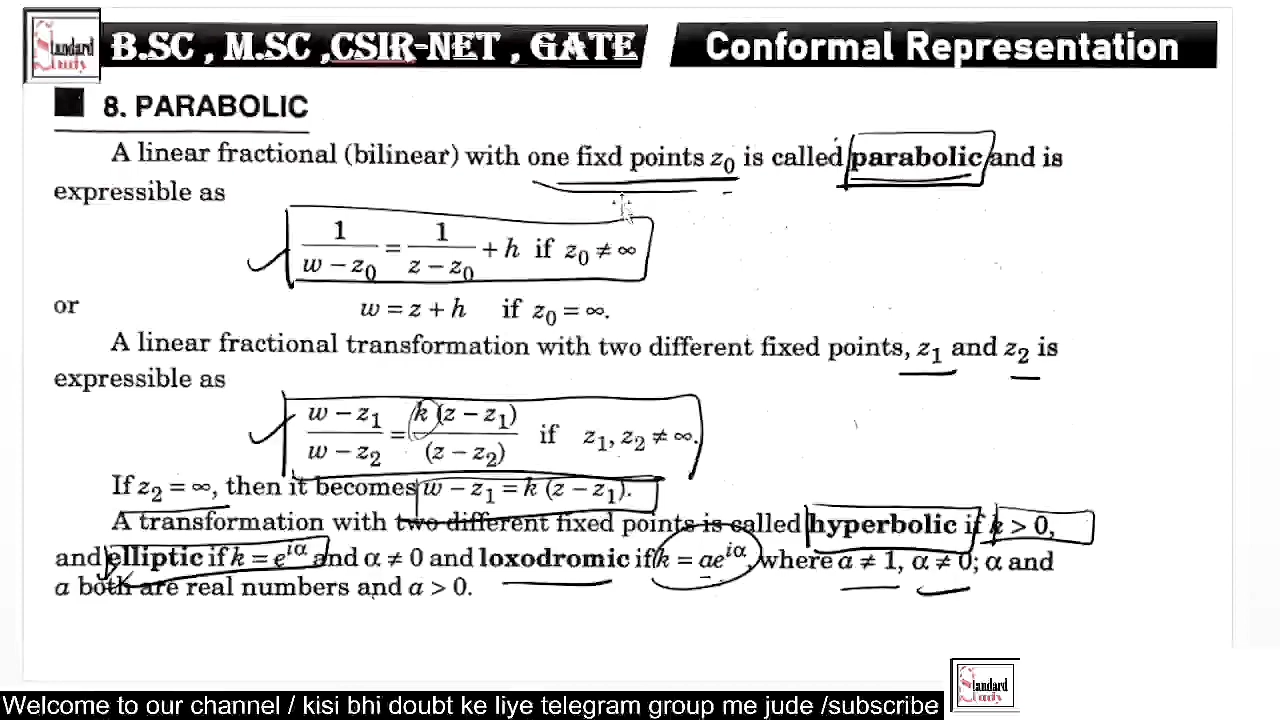 Standard Study
B.SC , M.SC ,CSIR-NET , GATE
Conformal Representation
8. PARABOLIC
A linear fractional (bilinear) with one fixd points z₀ is called parabolic and is
expressible as
1/(w – z₀) = 1/(z – z₀) + h if z₀ ≠ ∞
or w = z + h if z₀ = ∞.
A linear fractional transformation with two different fixed points, z₁ and z₂ is
expressible as
(w – z₁)/(w – z₂) = k (z – z₁)/(z – z₂) if z₁, z₂ ≠ ∞.
If z₂ = ∞, then it becomes w – z₁ = k (z – z₁).
A transformation with two different fixed points is called hyperbolic if k > 0,
and elliptic if k = e^{iα} and α ≠ 0 and loxodromic if k = ae^{iα}, where a ≠ 1, α ≠ 0; α and
a both are real numbers and a > 0.
Standard Study
Welcome to our channel / kisi bhi doubt ke liye telegram group me jude /subscribe